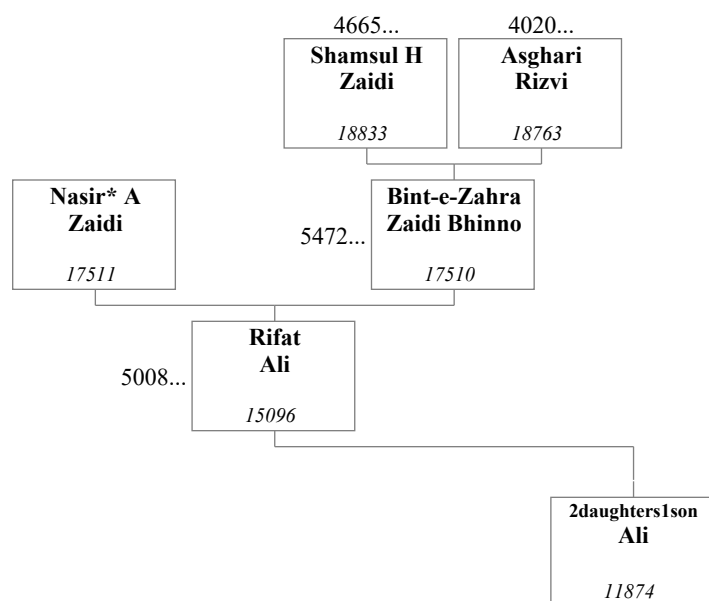 4665...
4020...
Shamsul H
Zaidi
18833
Asghari
Rizvi
18763
Nasir* A
Zaidi
17511
5472...
Bint-e-Zahra
Zaidi Bhinno
17510
5008...
Rifat
Ali
15096
2daughters1son
Ali
11874